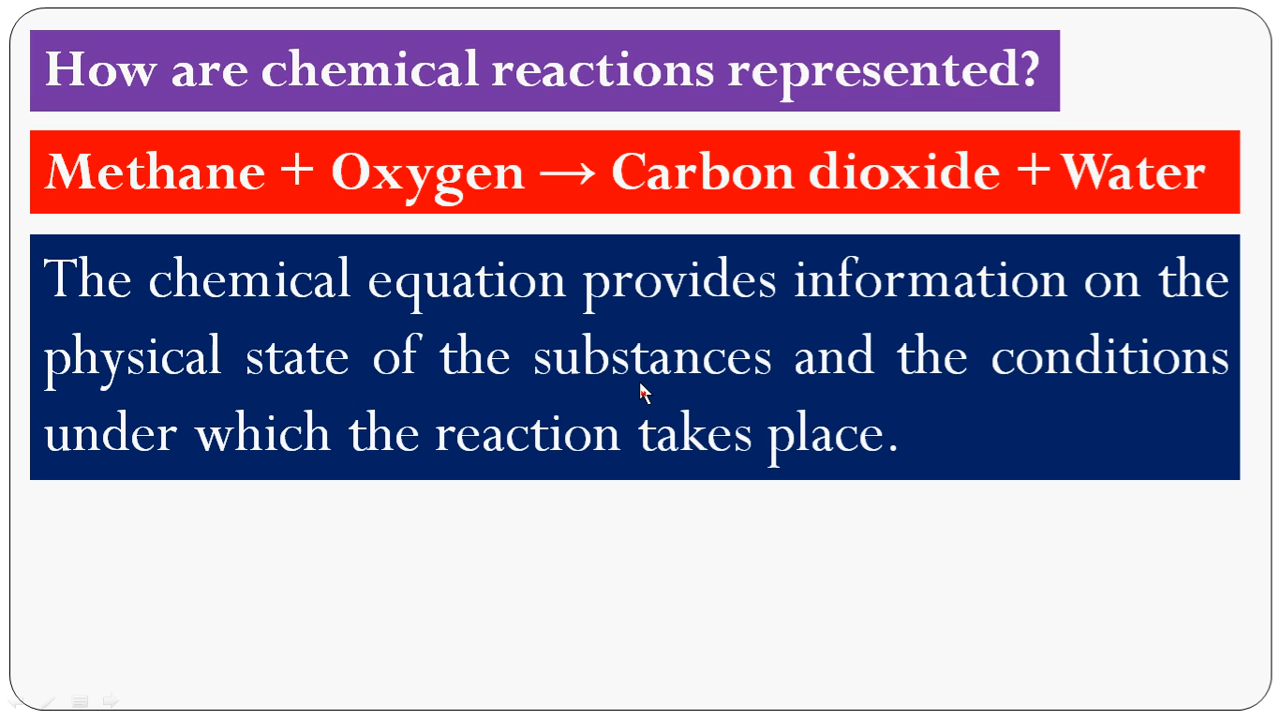 How are chemical reactions represented?
Methane + Oxygen → Carbon dioxide + Water
The chemical equation provides information on the
physical state of the substances and the conditions
under which the reaction takes place.